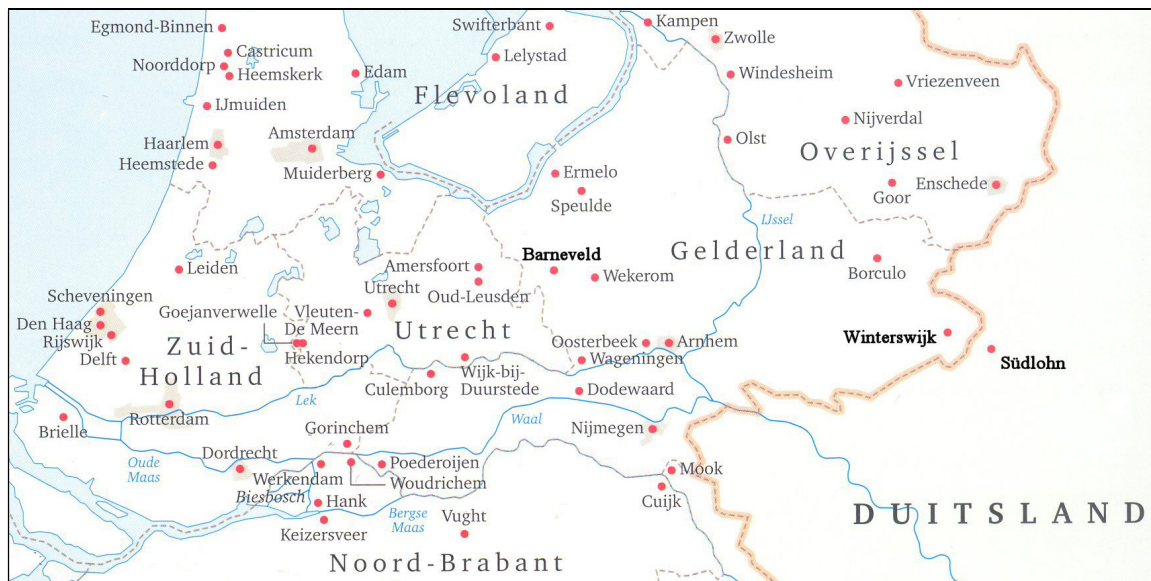 Egmond-Binnen
Castricum
Noorddorp
Heemskerk
Edam
IJmuiden
Haarlem
Heemstede
Amsterdam
Muiderberg
Swifterbant
Lelystad
Flevoland
Kampen
Zwolle
Windesheim
Vriezenveen
Nijverdal
Olst
Overijssel
Ermelo
Speulde
Goor
Enschede
IJssel
Gelderland
Barneveld
Wekerom
Borculo
Leiden
Amersfoort
Oud-Leusden
Utrecht
Scheveningen
Den Haag
Rijswijk
Delft
Goejanverwelle
Vleuten-
De Meern
Hekendorp
Utrecht
Zuid-
Holland
Oosterbeek
Arnhem
Wageningen
Winterswijk
Südlohn
Culemborg
Wijk-bij-
Duurstede
Dodewaard
Lek
Waal
Rotterdam
Brielle
Nijmegen
Gorinchem
Oude
Maas
Dordrecht
Werkendam
Poederoijen
Woudrichem
Biesbosch
Hank
Bergse
Maas
Keizersveer
Vught
Mook
Cuijk
Noord-Brabant
DUITSLAND